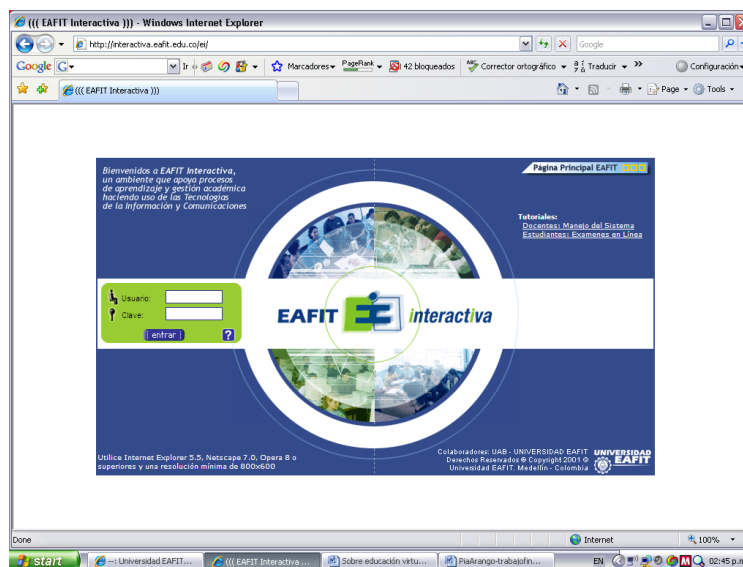 ((( EAFIT Interactiva ))) - Windows Internet Explorer
http://interactiva.eafit.edu.co/ei/
Google
Google G Ir Marcadores PageRank 42 bloqueados Corrector ortográfico Traducir Configuración
((( EAFIT Interactiva )))
Page Tools
Bienvenidos a EAFIT Interactiva,
un ambiente que apoya procesos
de aprendizaje y gestión académica
haciendo uso de las Tecnologías
de la Información y Comunicaciones
Página Principal EAFIT
Tutoriales:
Docentes: Manejo del Sistema
Estudiantes: Examenes en Línea
Usuario:
Clave:
entrar
?
EAFIT interactiva
Utilice Internet Explorer 5.5, Netscape 7.0, Opera 8 o
superiores y una resolución mínima de 800x600
Colaboradores: UAB - UNIVERSIDAD EAFIT
Derechos Reservados © Copyright 2001 ©
Universidad EAFIT. Medellín - Colombia
UNIVERSIDAD
EAFIT
Done
Internet
100%
start
--: Universidad EAFIT...
((( EAFIT Interactiva ...
Sobre educación virtu...
PiaArango-trabajofin...
EN
02:45 p.m